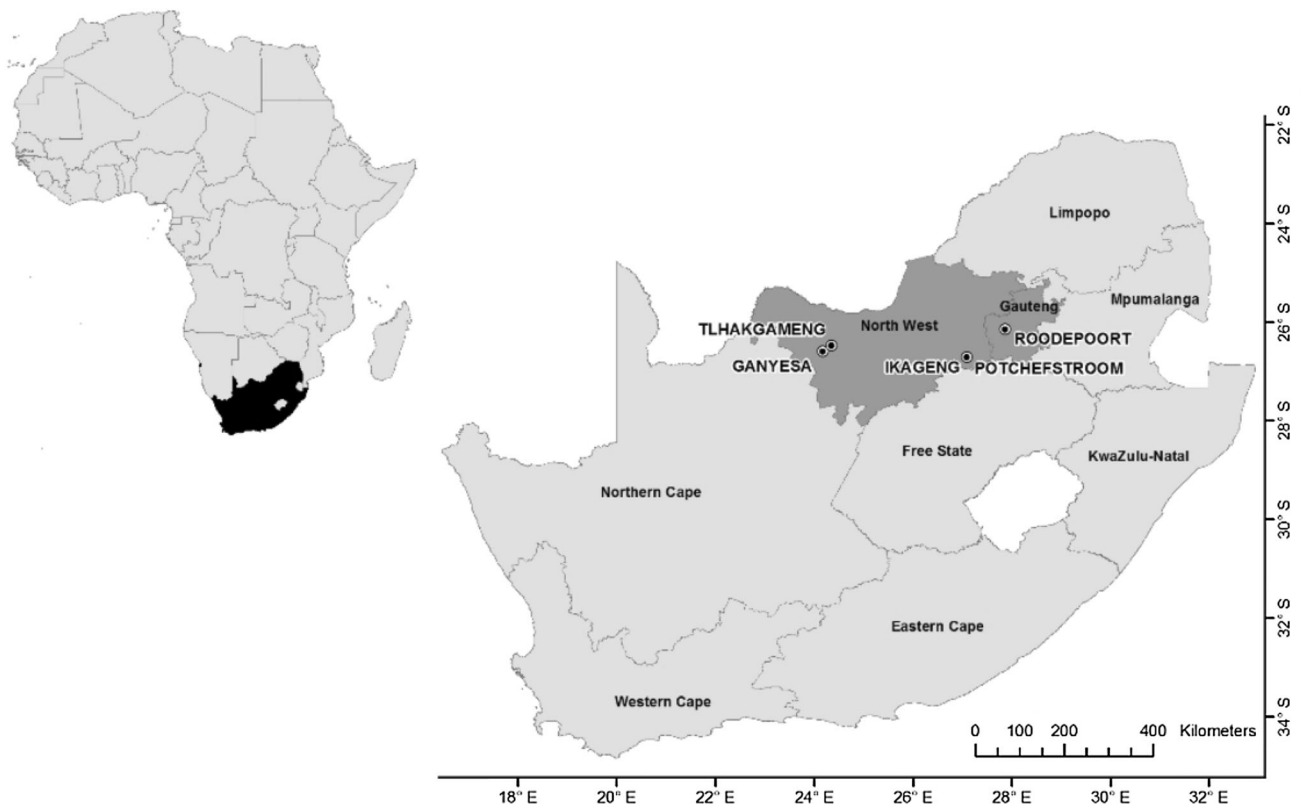 22° S
Limpopo
24° S
Mpumalanga
Gauteng
26° S
TLHAKGAMENG
North West
ROODEPOORT
GANYESA
IKAGENG
POTCHEFSTROOM
28° S
Free State
KwaZulu-Natal
Northern Cape
30° S
32° S
Eastern Cape
Western Cape
34° S
0 100 200 400 Kilometers
18° E 20° E 22° E 24° E 26° E 28° E 30° E 32° E